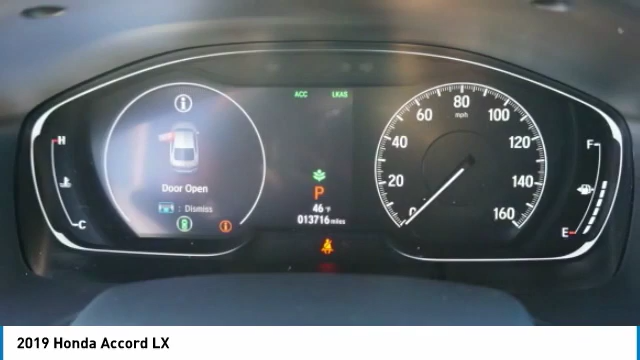 ACC LKAS
H
C
Door Open
: Dismiss
P
46 °F
013716 miles
0
20
40
60
80
100
120
140
160
mph
F
E
2019 Honda Accord LX